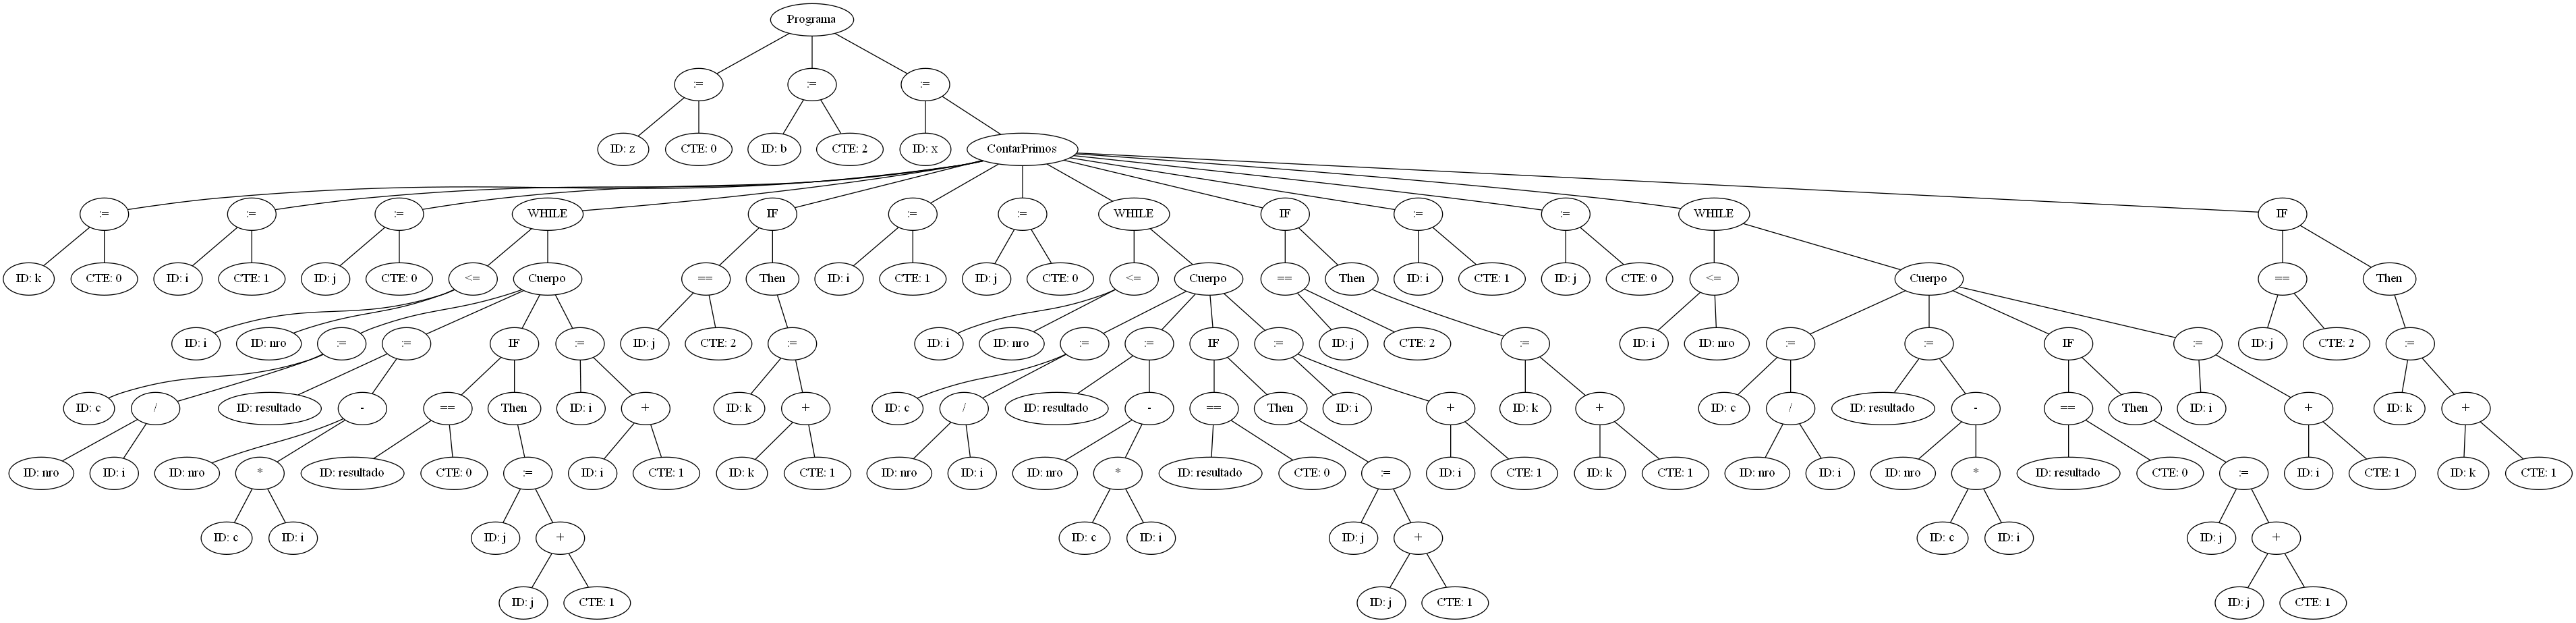 Programa
:= := :=
ID: z CTE: 0 ID: b CTE: 2 ID: x ContarPrimos
:= := := WHILE IF := := WHILE IF := := WHILE IF
ID: k CTE: 0 ID: i CTE: 1 ID: j CTE: 0 <= Cuerpo == Then ID: i CTE: 1 ID: j CTE: 0 <= Cuerpo == Then ID: i CTE: 1 ID: j CTE: 0 <= Cuerpo == Then
ID: i ID: nro := := IF := ID: j CTE: 2 := ID: i ID: nro := := IF := ID: j CTE: 2 := ID: i ID: nro := := IF := ID: j CTE: 2 :=
ID: c / ID: resultado - == Then ID: i + ID: k + ID: c / ID: resultado - == Then ID: i + ID: k + ID: c / ID: resultado - == Then ID: i + ID: k +
ID: nro ID: i ID: nro * ID: resultado CTE: 0 := ID: i CTE: 1 ID: k CTE: 1 ID: nro ID: i ID: nro * ID: resultado CTE: 0 := ID: i CTE: 1 ID: k CTE: 1 ID: nro ID: i ID: nro * ID: resultado CTE: 0 := ID: i CTE: 1 ID: k CTE: 1
ID: c ID: i ID: j + ID: c ID: i ID: j + ID: c ID: i ID: j +
ID: j CTE: 1 ID: j CTE: 1 ID: j CTE: 1